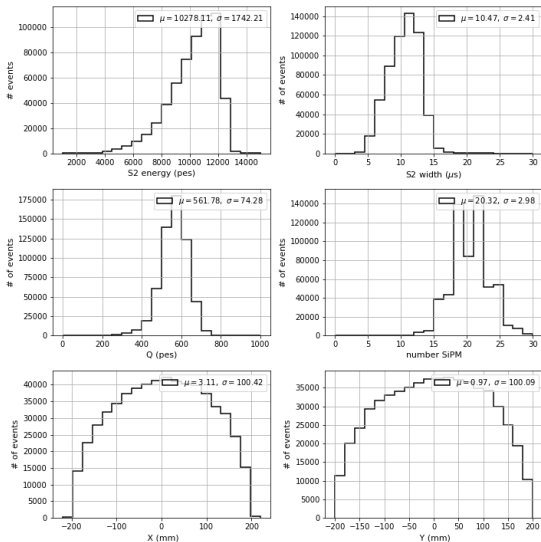 μ=10278.11, σ=1742.21
# events
0
20000
40000
60000
80000
100000
2000 4000 6000 8000 10000 12000 14000
S2 energy (pes)
μ=10.47, σ=2.41
# of events
0
20000
40000
60000
80000
100000
120000
140000
0 5 10 15 20 25 30
S2 width (μs)
μ=561.78, σ=74.28
# of events
0
25000
50000
75000
100000
125000
150000
175000
0 200 400 600 800 1000
Q (pes)
μ=20.32, σ=2.98
# of events
0
20000
40000
60000
80000
100000
120000
140000
0 5 10 15 20 25 30
number SiPM
μ=3.11, σ=100.42
# of events
0
5000
10000
15000
20000
25000
30000
35000
40000
−200 −100 0 100 200
X (mm)
μ=0.97, σ=100.09
# of events
0
5000
10000
15000
20000
25000
30000
35000
−200 −150 −100 −50 0 50 100 150 200
Y (mm)